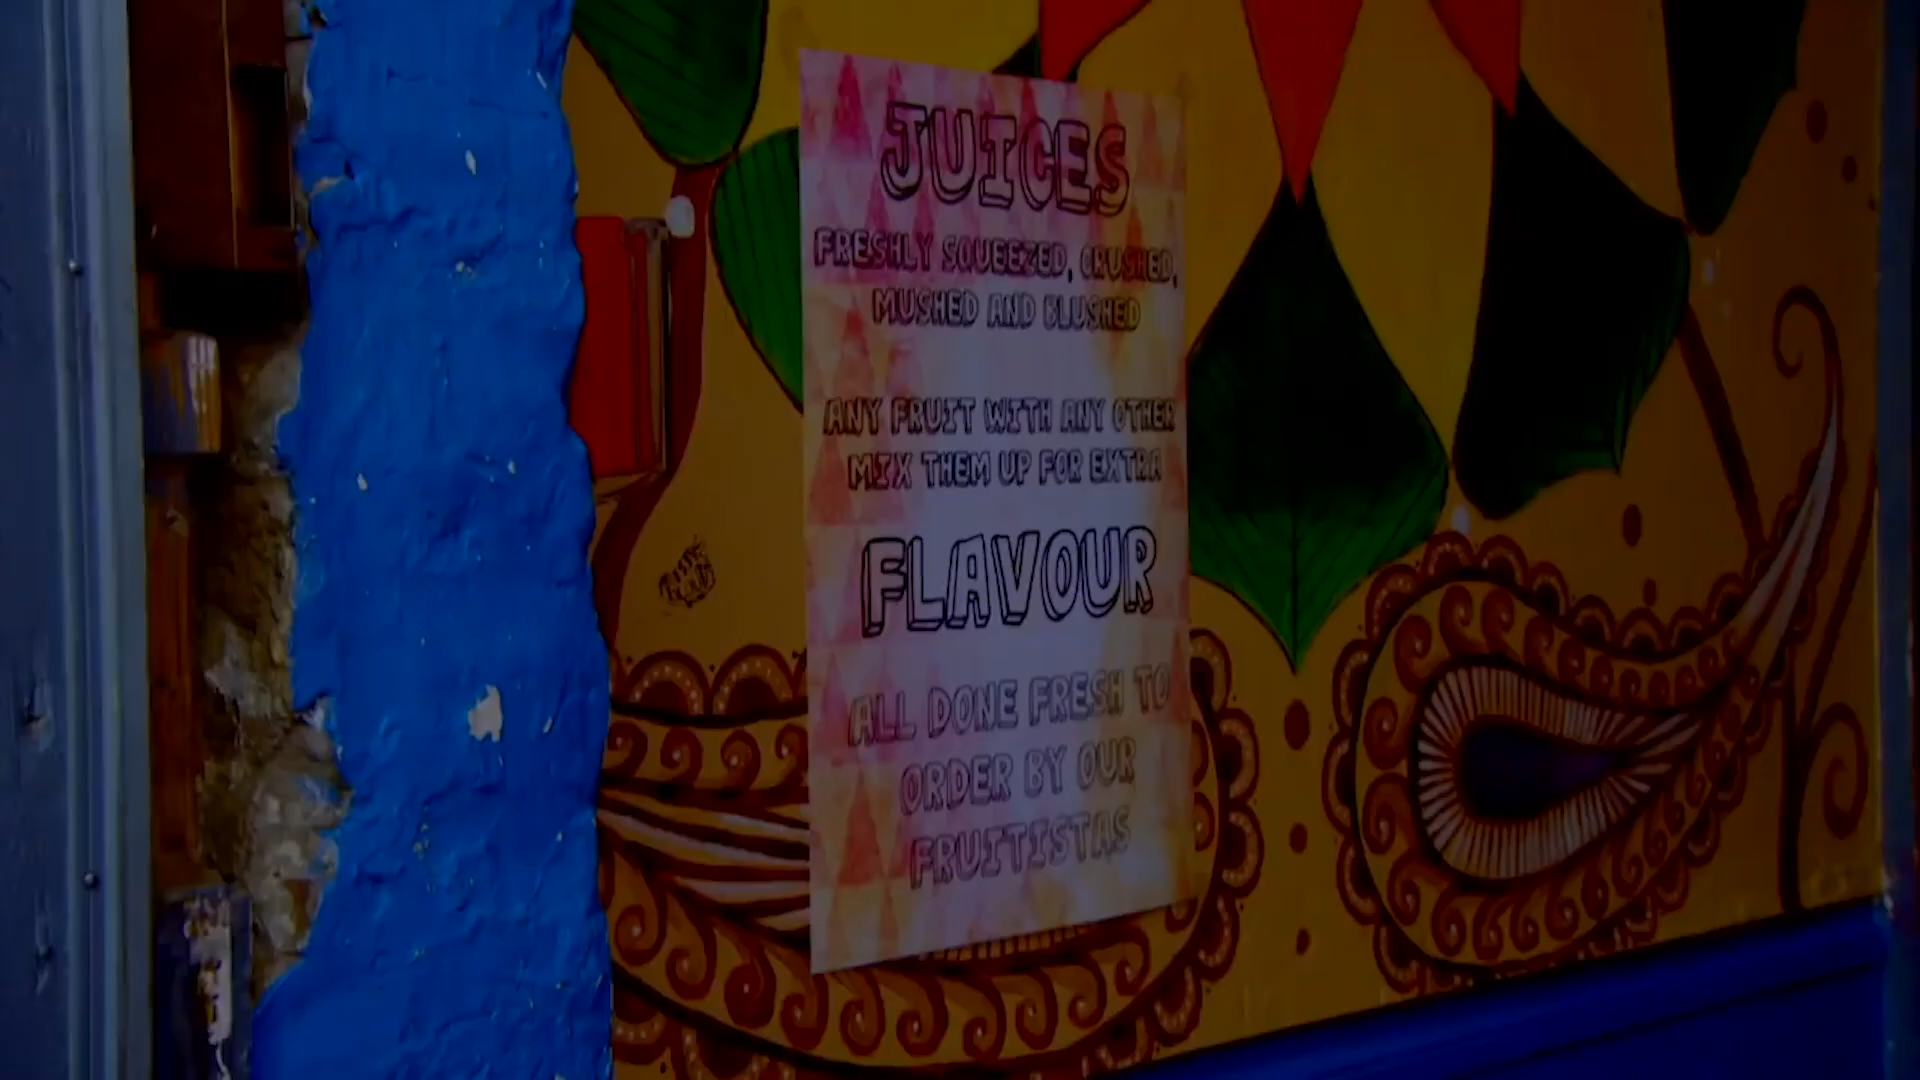 JUICES
FRESHLY SQUEEZED, CRUSHED,
MUSHED AND BLUSHED
ANY FRUIT WITH ANY OTHER
MIX THEM UP FOR EXTRA
FLAVOUR
ALL DONE FRESH TO
ORDER BY OUR
FRUITISTAS